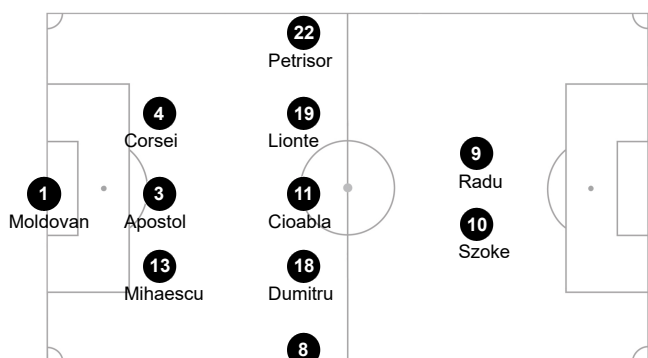 22
Petrisor
4
Corsei
19
Lionte
9
Radu
1
Moldovan
3
Apostol
11
Cioabla
10
Szoke
13
Mihaescu
18
Dumitru
8